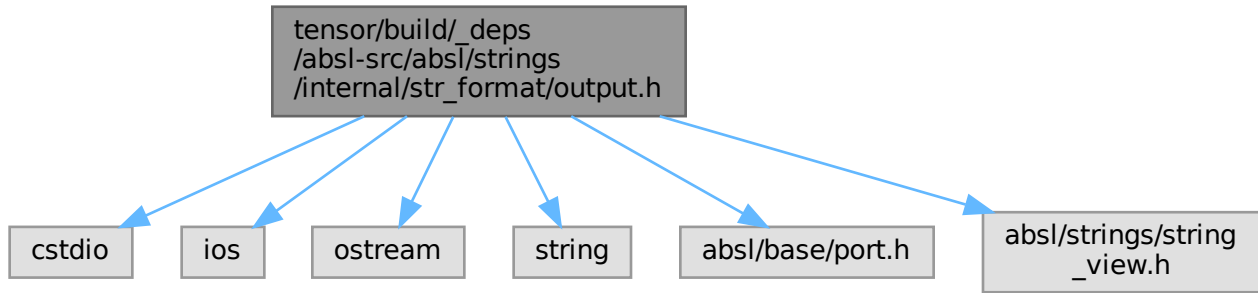 tensor/build/_deps
/absl-src/absl/strings
/internal/str_format/output.h
cstdio
ios
ostream
string
absl/base/port.h
absl/strings/string
_view.h